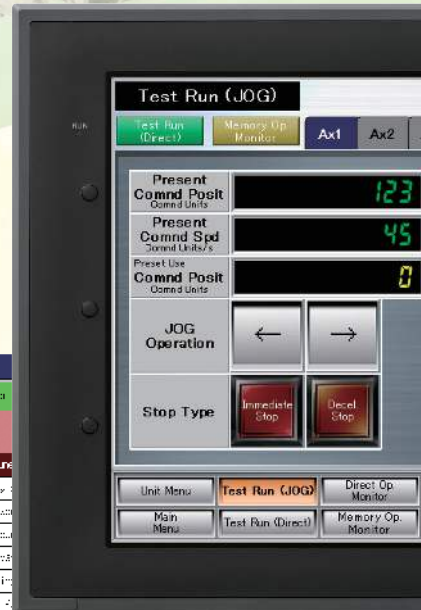 RUN
Test Run (JOG)
Test Run
(Direct)
Memory Op.
Monitor
Ax1
Ax2
Present
Comnd Posit
Comnd Units
123
Present
Comnd Spd
Comnd Units/s
45
Preset Use
Comnd Posit
Comnd Units
0
JOG
Operation
←
→
Stop Type
Immediate
Stop
Decel.
Stop
Unit Menu
Test Run (JOG)
Direct Op.
Monitor
Main
Menu
Test Run (Direct)
Memory Op.
Monitor